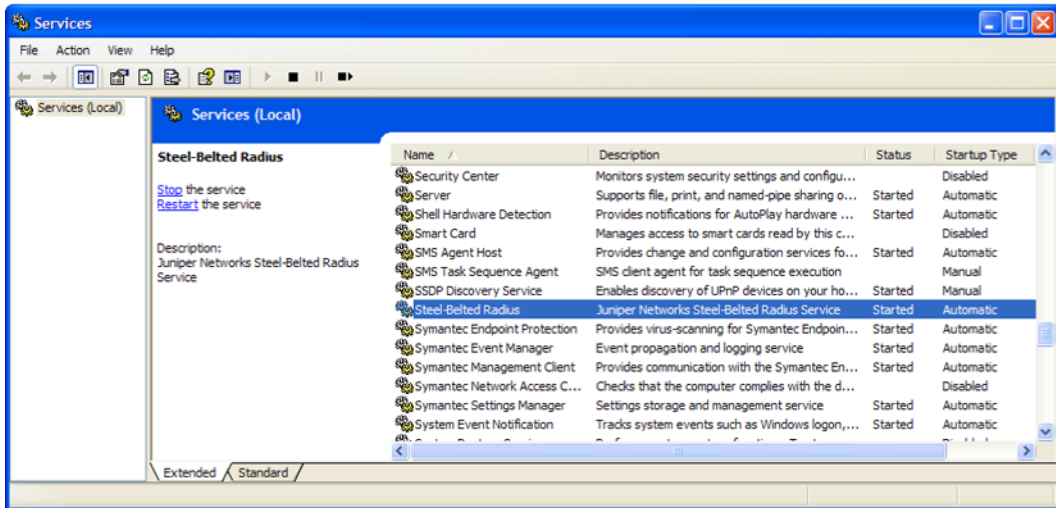 Services
File Action View Help
Services (Local)
Services (Local)
Steel-Belted Radius
Stop the service
Restart the service
Description:
Juniper Networks Steel-Belted Radius
Service
Name Description Status Startup Type
Security Center Monitors system security settings and configu... Disabled
Server Supports file, print, and named-pipe sharing o... Started Automatic
Shell Hardware Detection Provides notifications for AutoPlay hardware ... Started Automatic
Smart Card Manages access to smart cards read by this c... Disabled
SMS Agent Host Provides change and configuration services fo... Started Automatic
SMS Task Sequence Agent SMS client agent for task sequence execution Manual
SSDP Discovery Service Enables discovery of UPnP devices on your ho... Started Manual
Steel-Belted Radius Juniper Networks Steel-Belted Radius Service Started Automatic
Symantec Endpoint Protection Provides virus-scanning for Symantec Endpoin... Started Automatic
Symantec Event Manager Event propagation and logging service Started Automatic
Symantec Management Client Provides communication with the Symantec En... Started Automatic
Symantec Network Access C... Checks that the computer complies with the d... Disabled
Symantec Settings Manager Settings storage and management service Started Automatic
System Event Notification Tracks system events such as Windows logon,... Started Automatic
Extended Standard